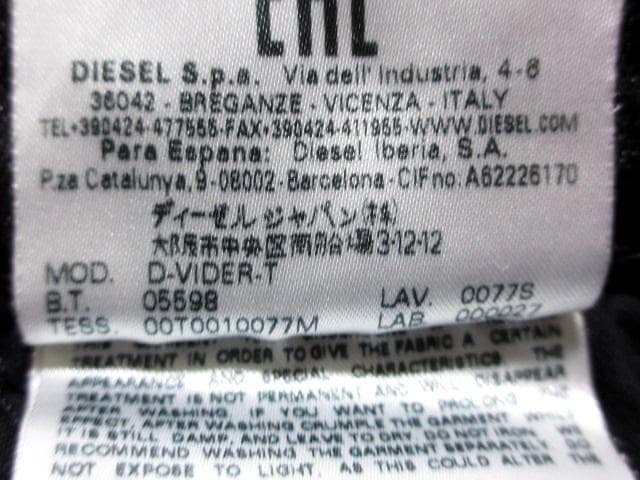 EAC
DIESEL S.p.a. Via dell' Industria, 4-8
36042 - BREGANZE - VICENZA - ITALY
TEL+390424-477555-FAX+390424-411955-WWW.DIESEL.COM
Para Espana: Diesel Iberia, S.A.
P.za Catalunya,9-08002-Barcelona-CIF no.A62226170
ディーゼル ジャパン(株)
大阪市中央区南船場3-12-12
MOD. D-VIDER-T
B.T. 05598 LAV. 0077S
TESS. 00T0010077M LAB 000027
TREATMENT IN ORDER TO GIVE THE FABRIC A CERTAIN
APPEARANCE AND SPECIAL CHARACTERISTICS. THE
TREATMENT IS NOT PERMANENT AND WILL DISAPPEAR
AFTER WASHING. IF YOU WANT TO PROLONG THE
EFFECT, AFTER WASHING CRUMPLE THE GARMENT WHILE
IT IS STILL DAMP, AND LEAVE TO DRY. DO NOT IRON. WE
RECOMMEND WASHING THE GARMENT SEPARATELY. DO
NOT EXPOSE TO LIGHT, AS THIS COULD ALTER THE